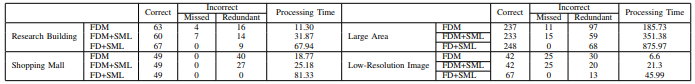 Correct Incorrect Processing Time Correct Incorrect Processing Time
Missed Redundant Missed Redundant
Research Building FDM 63 4 16 11.30 Large Area FDM 237 11 97 185.73
FDM+SML 60 7 14 31.87 FDM+SML 233 15 59 351.38
FD+SML 67 0 9 67.94 FD+SML 248 0 68 875.97
Shopping Mall FDM 49 0 40 18.77 Low-Resolution Image FDM 42 25 30 6.6
FDM+SML 49 0 27 25.18 FDM+SML 42 25 20 21.3
FD+SML 49 0 0 81.33 FD+SML 67 0 13 45.99